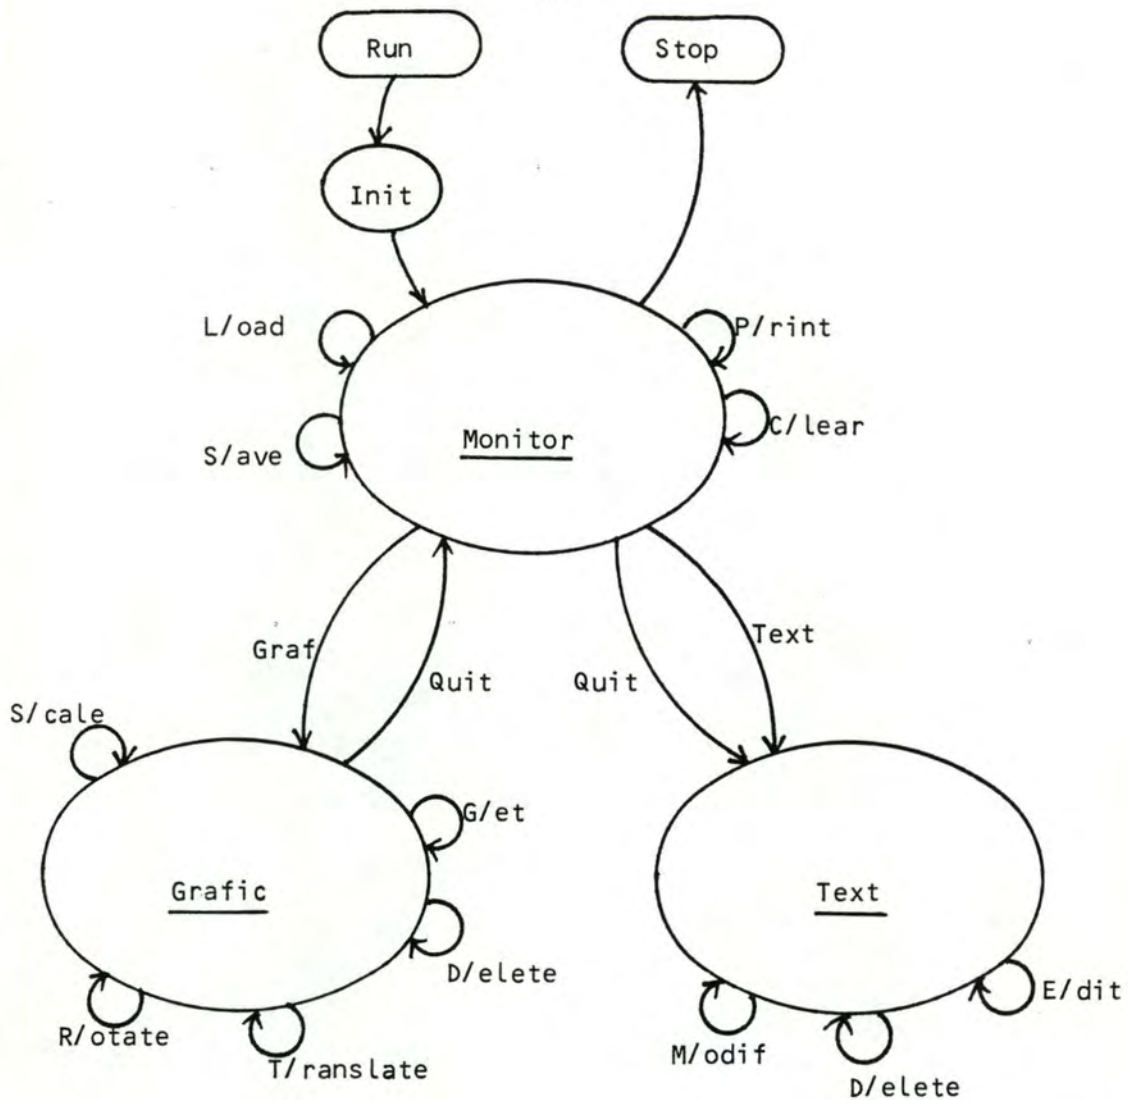 Run
Stop
Init
L/oad
P/rint
S/ave
Monitor
C/lear
Graf
Quit
Quit
Text
S/cale
G/et
Grafic
Text
D/elete
E/dit
R/otate
T/ranslate
M/odif
D/elete